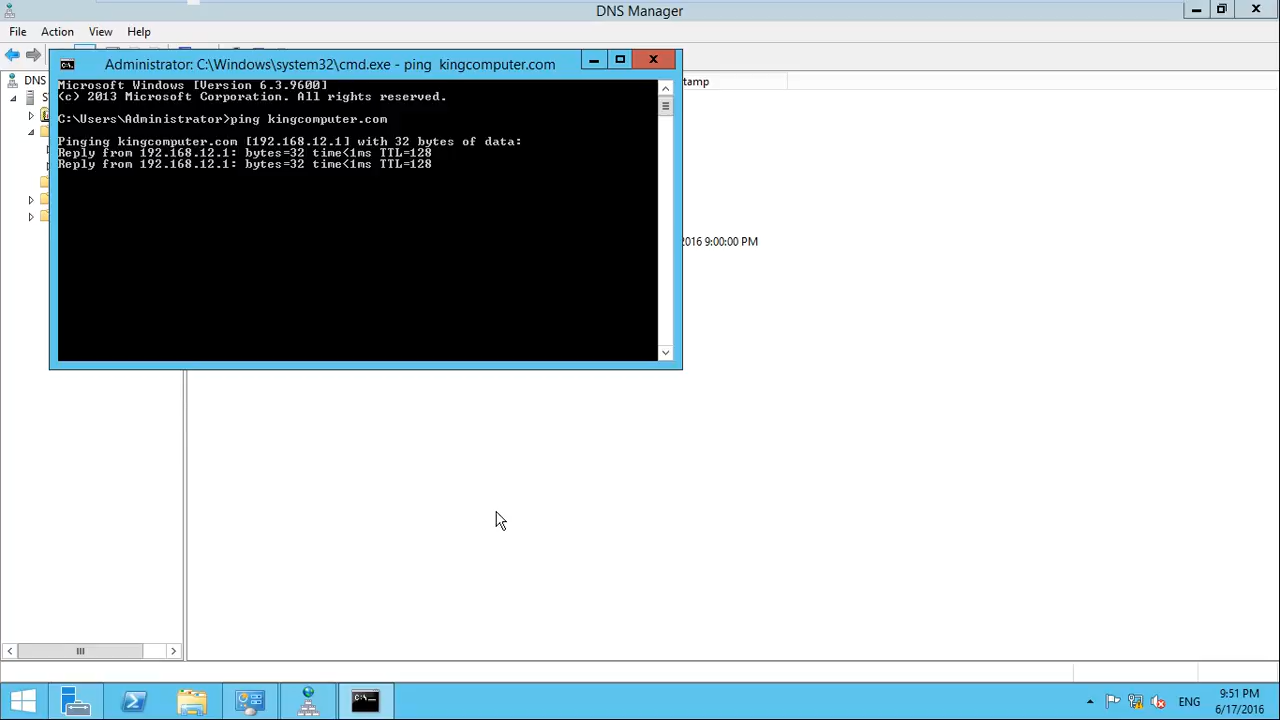 DNS Manager
File Action View Help
Administrator: C:\Windows\system32\cmd.exe - ping kingcomputer.com
Microsoft Windows [Version 6.3.9600]
(c) 2013 Microsoft Corporation. All rights reserved.
C:\Users\Administrator>ping kingcomputer.com
Pinging kingcomputer.com [192.168.12.1] with 32 bytes of data:
Reply from 192.168.12.1: bytes=32 time<1ms TTL=128
Reply from 192.168.12.1: bytes=32 time<1ms TTL=128
DNS
tamp
2016 9:00:00 PM
ENG
9:51 PM
6/17/2016